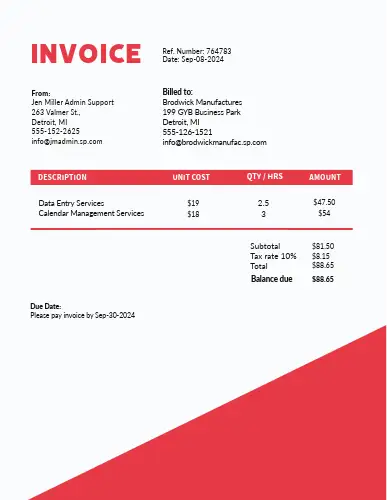 INVOICE
Ref. Number: 764783
Date: Sep-08-2024
From:
Jen Miller Admin Support
263 Valmer St.,
Detroit, MI
555-152-2625
info@jmadmin.sp.com
Billed to:
Brodwick Manufactures
199 GYB Business Park
Detroit, MI
555-126-1521
info@brodwickmanufac.sp.com
DESCRIPTION UNIT COST QTY / HRS AMOUNT
Data Entry Services $19 2.5 $47.50
Calendar Management Services $18 3 $54
Subtotal $81.50
Tax rate 10% $8.15
Total $88.65
Balance due $88.65
Due Date:
Please pay invoice by Sep-30-2024